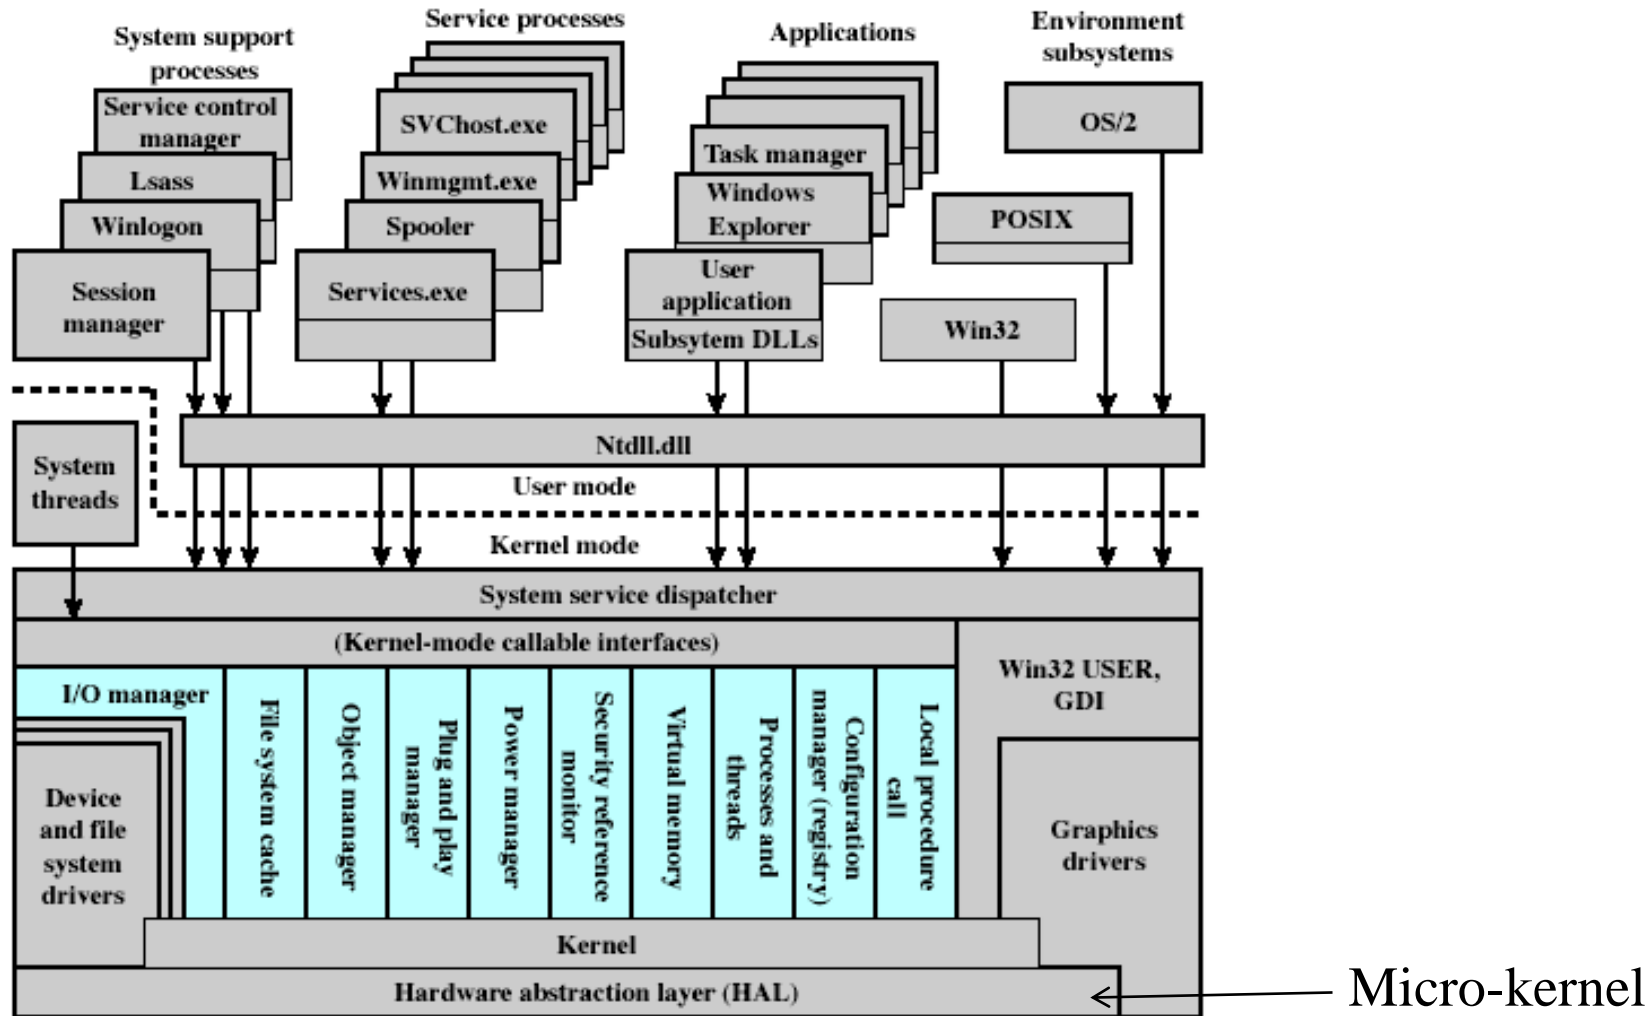 System support
processes
Service processes
Applications
Environment
subsystems
Service control
manager
Lsass
Winlogon
Session
manager
SVChost.exe
Winmgmt.exe
Spooler
Services.exe
Task manager
Windows
Explorer
User
application
Subsytem DLLs
OS/2
POSIX
Win32
System
threads
Ntdll.dll
User mode
Kernel mode
System service dispatcher
(Kernel-mode callable interfaces)
Win32 USER,
GDI
I/O manager
Device
and file
system
drivers
File system cache
Object manager
Plug and play
manager
Power manager
Security reference
monitor
Virtual memory
Processes and
threads
Configuration
manager (registry)
Local procedure
call
Graphics
drivers
Kernel
Hardware abstraction layer (HAL)
Micro-kernel